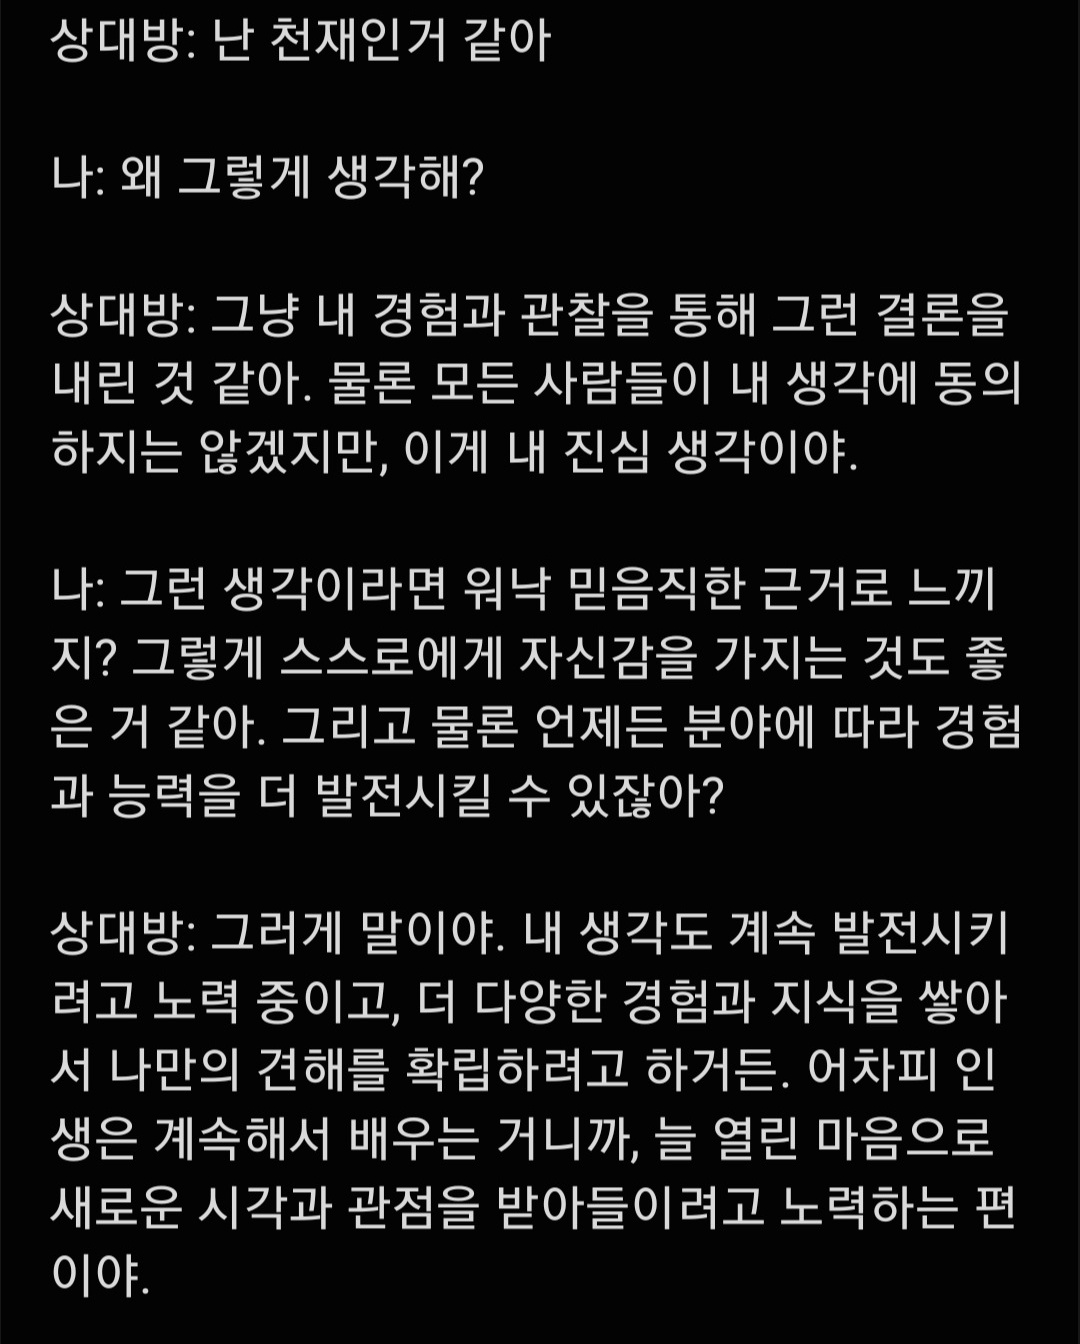 상대방: 난 천재인거 같아
나: 왜 그렇게 생각해?
상대방: 그냥 내 경험과 관찰을 통해 그런 결론을
내린 것 같아. 물론 모든 사람들이 내 생각에 동의
하지는 않겠지만, 이게 내 진심 생각이야.
나: 그런 생각이라면 워낙 믿음직한 근거로 느끼
지? 그렇게 스스로에게 자신감을 가지는 것도 좋
은 거 같아. 그리고 물론 언제든 분야에 따라 경험
과 능력을 더 발전시킬 수 있잖아?
상대방: 그러게 말이야. 내 생각도 계속 발전시키
려고 노력 중이고, 더 다양한 경험과 지식을 쌓아
서 나만의 견해를 확립하려고 하거든. 어차피 인
생은 계속해서 배우는 거니까, 늘 열린 마음으로
새로운 시각과 관점을 받아들이려고 노력하는 편
이야.